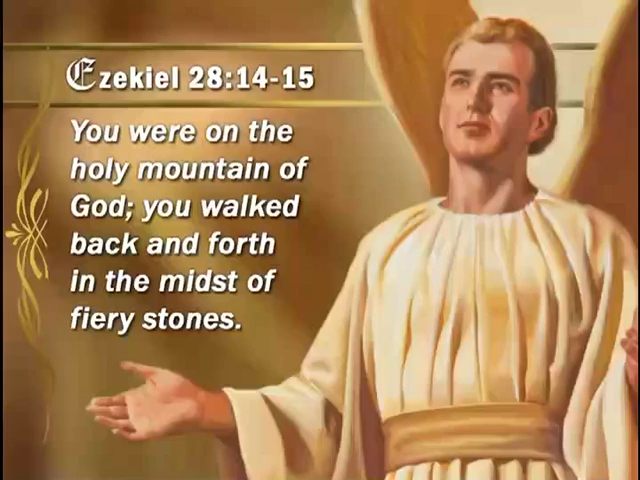 Ezekiel 28:14-15
You were on the
holy mountain of
God; you walked
back and forth
in the midst of
fiery stones.